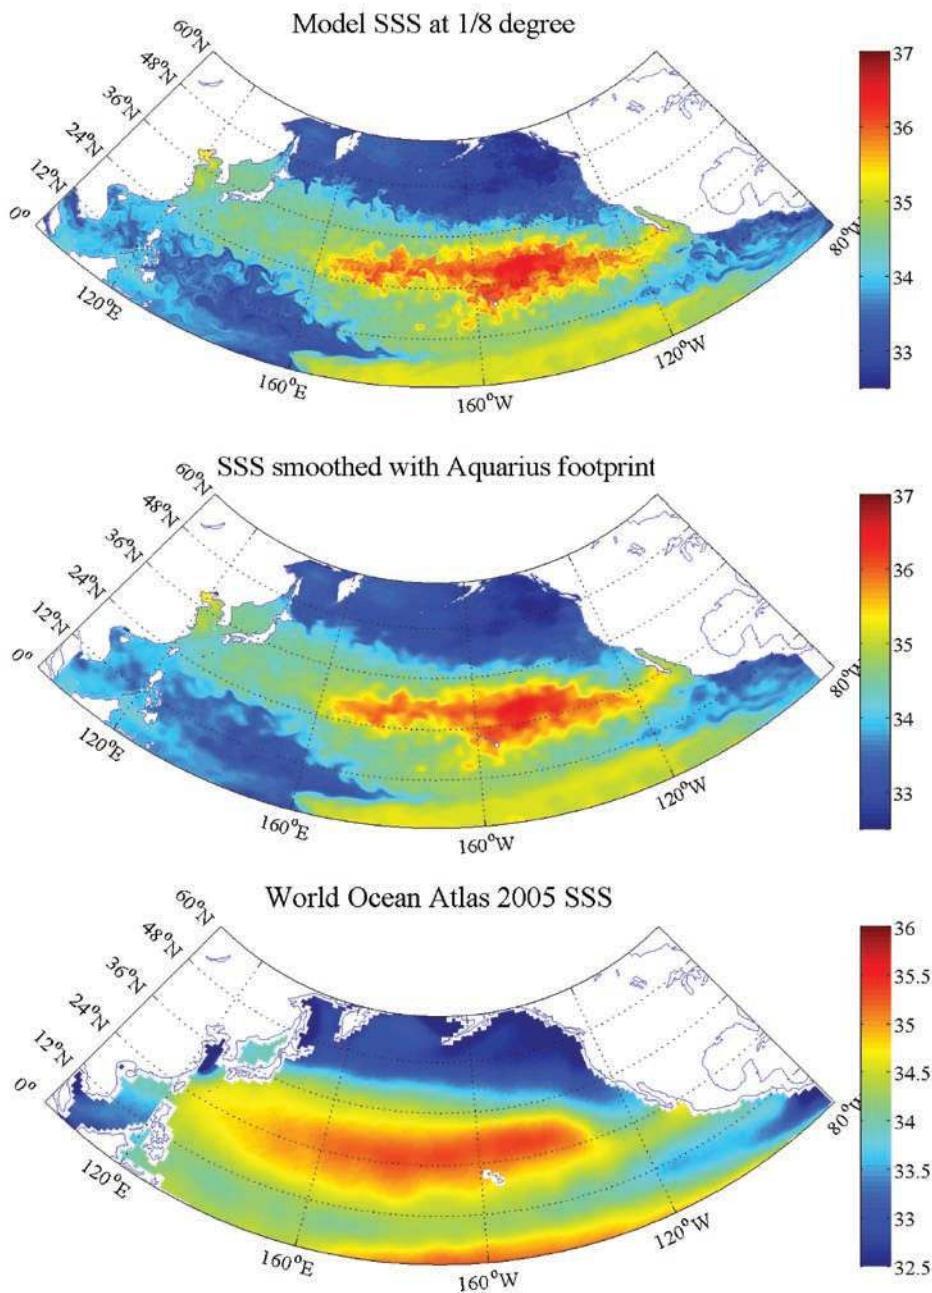 Model SSS at 1/8 degree
60°N
48°N
36°N
24°N
12°N
0°
120°E
160°E
160°W
120°W
80°W
37
36
35
34
33
SSS smoothed with Aquarius footprint
60°N
48°N
36°N
24°N
12°N
0°
120°E
160°E
160°W
120°W
80°W
37
36
35
34
33
World Ocean Atlas 2005 SSS
60°N
48°N
36°N
24°N
12°N
0°
120°E
160°E
160°W
120°W
80°W
36
35.5
35
34.5
34
33.5
33
32.5